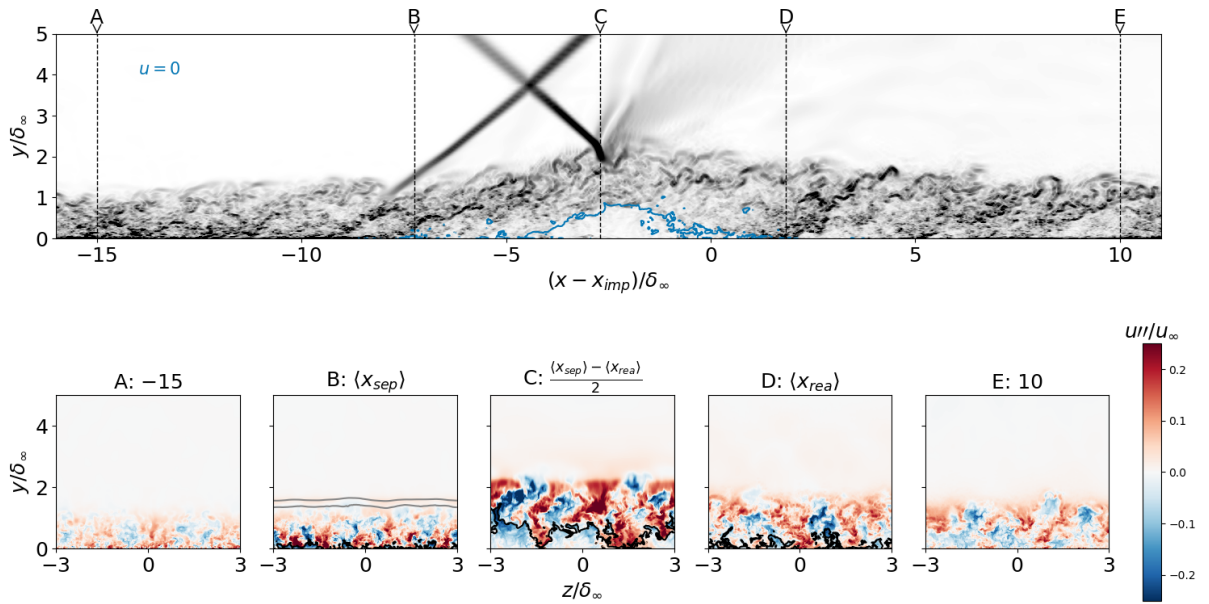 A B C D E
5
4
3
2
1
0
y/δ∞
u = 0
−15 −10 −5 0 5 10
(x − x_imp)/δ∞
u′′/u∞
A: −15
B: ⟨x_sep⟩
C: (⟨x_sep⟩ − ⟨x_rea⟩)/2
D: ⟨x_rea⟩
E: 10
4
2
0
y/δ∞
−3 0 3
−3 0 3
−3 0 3
−3 0 3
−3 0 3
z/δ∞
0.2
0.1
0.0
−0.1
−0.2